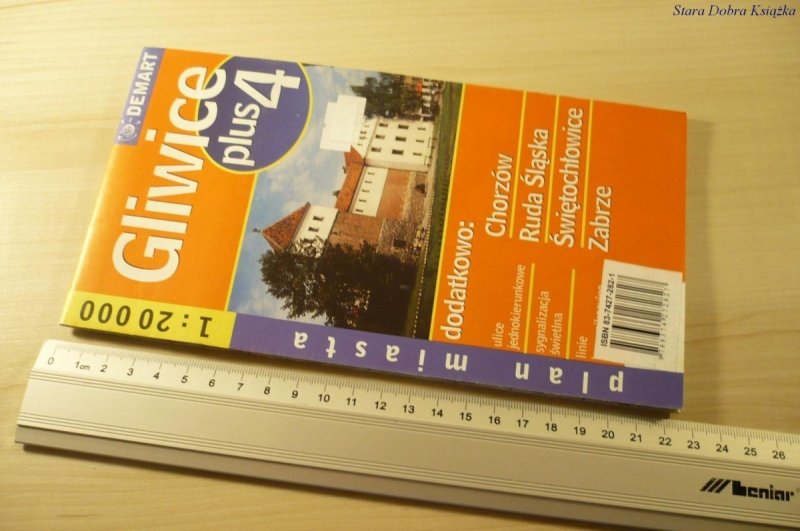 Stara Dobra Książka
DEMART
Gliwice
plus 4
dodatkowo:
Chorzów
Ruda Śląska
Świętochłowice
Zabrze
ulice
jednokierunkowe
sygnalizacja
świetlna
linie
ISBN 83-7427-282-1
1 : 20 000
plan miasta
0 1cm 2 3 4 5 6 7 8 9 10 11 12 13 14 15 16 17 18 19 20 21 22 23 24 25 26
Leniar